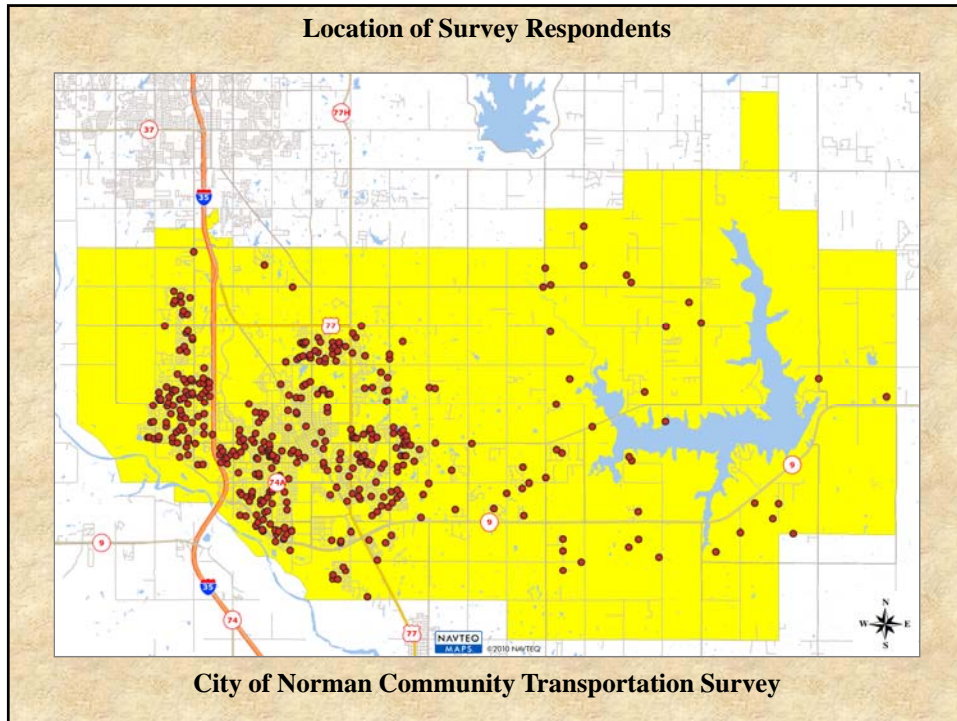 Location of Survey Respondents
37
77H
35
77
74A
9
9
9
35
74
77
NAVTEQ
MAPS ©2010 NAVTEQ
N
W E
S
City of Norman Community Transportation Survey